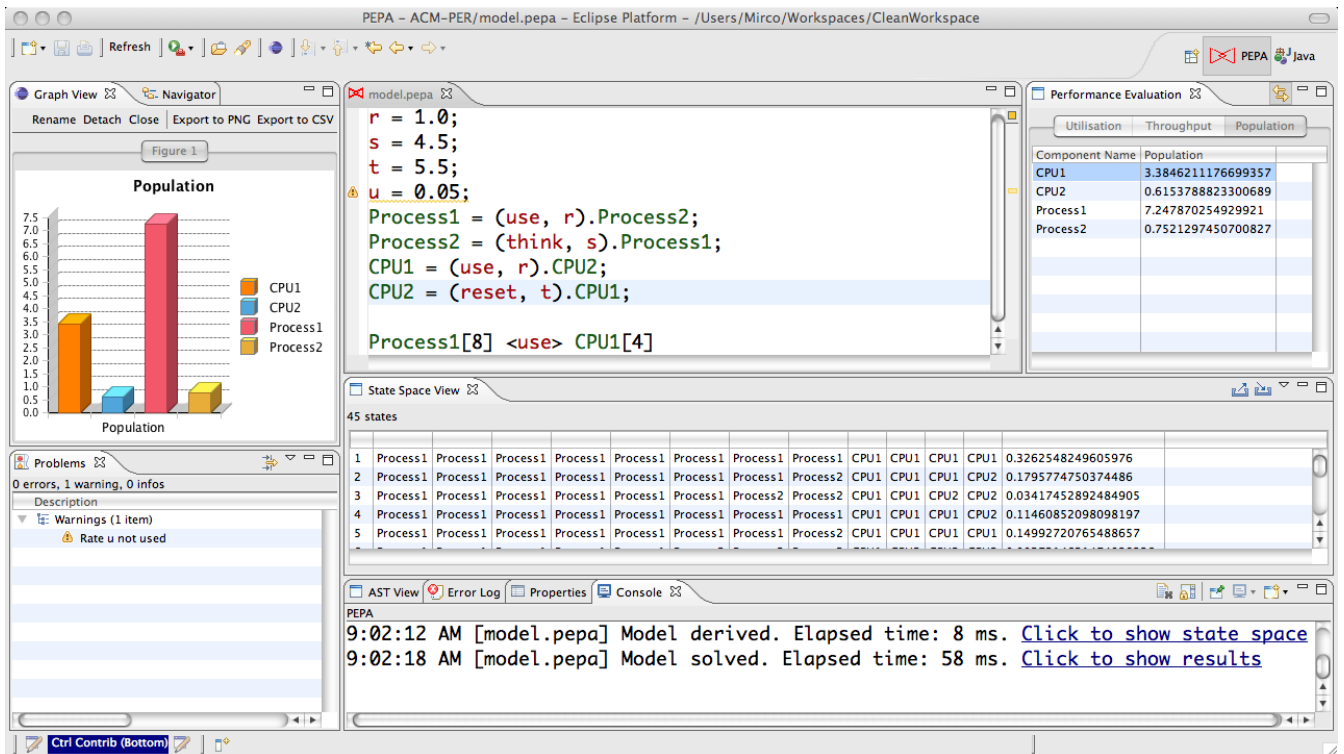 PEPA - ACM-PER/model.pepa - Eclipse Platform - /Users/Mirco/Workspaces/CleanWorkspace
Refresh
PEPA Java
Graph View Navigator
Rename Detach Close Export to PNG Export to CSV
Figure 1
Population
7.5
7.0
6.5
6.0
5.5
5.0
4.5
4.0
3.5
3.0
2.5
2.0
1.5
1.0
0.5
0.0
CPU1
CPU2
Process1
Process2
Population
model.pepa
r = 1.0;
s = 4.5;
t = 5.5;
u = 0.05;
Process1 = (use, r).Process2;
Process2 = (think, s).Process1;
CPU1 = (use, r).CPU2;
CPU2 = (reset, t).CPU1;
Process1[8] <use> CPU1[4]
Performance Evaluation
Utilisation Throughput Population
Component Name Population
CPU1 3.3846211176699357
CPU2 0.6153788823300689
Process1 7.247870254929921
Process2 0.7521297450700827
State Space View
45 states
1 Process1 Process1 Process1 Process1 Process1 Process1 Process1 Process1 CPU1 CPU1 CPU1 CPU1 0.3262548249605976
2 Process1 Process1 Process1 Process1 Process1 Process1 Process1 Process2 CPU1 CPU1 CPU1 CPU2 0.1795774750374486
3 Process1 Process1 Process1 Process1 Process1 Process1 Process2 Process2 CPU1 CPU1 CPU2 CPU2 0.03417452892484905
4 Process1 Process1 Process1 Process1 Process1 Process1 Process1 Process1 CPU1 CPU1 CPU1 CPU2 0.11460852098098197
5 Process1 Process1 Process1 Process1 Process1 Process1 Process1 Process2 CPU1 CPU1 CPU1 CPU1 0.14992720765488657
Problems
0 errors, 1 warning, 0 infos
Description
Warnings (1 item)
Rate u not used
AST View Error Log Properties Console
PEPA
9:02:12 AM [model.pepa] Model derived. Elapsed time: 8 ms. Click to show state space
9:02:18 AM [model.pepa] Model solved. Elapsed time: 58 ms. Click to show results
Ctrl Contrib (Bottom)